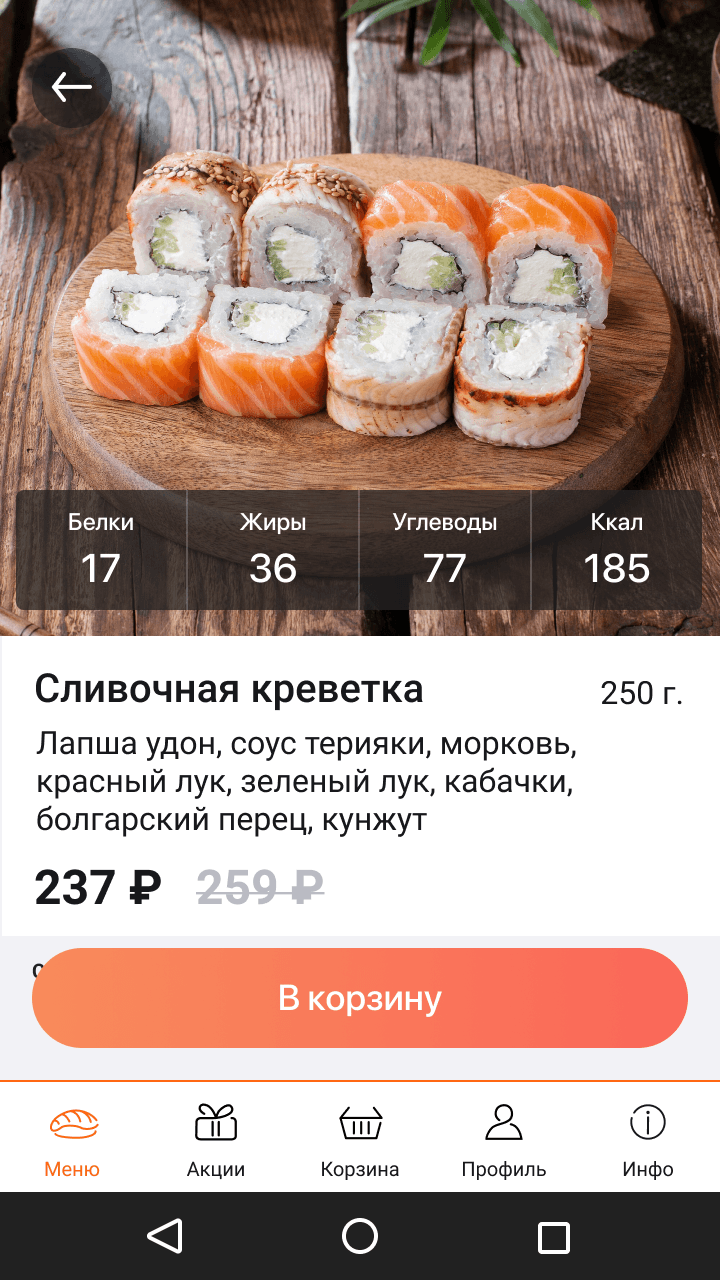 Белки
Жиры
Углеводы
Ккал
17
36
77
185
Сливочная креветка
250 г.
Лапша удон, соус терияки, морковь,
красный лук, зеленый лук, кабачки,
болгарский перец, кунжут
237 ₽ 259 ₽
В корзину
Меню
Акции
Корзина
Профиль
Инфо